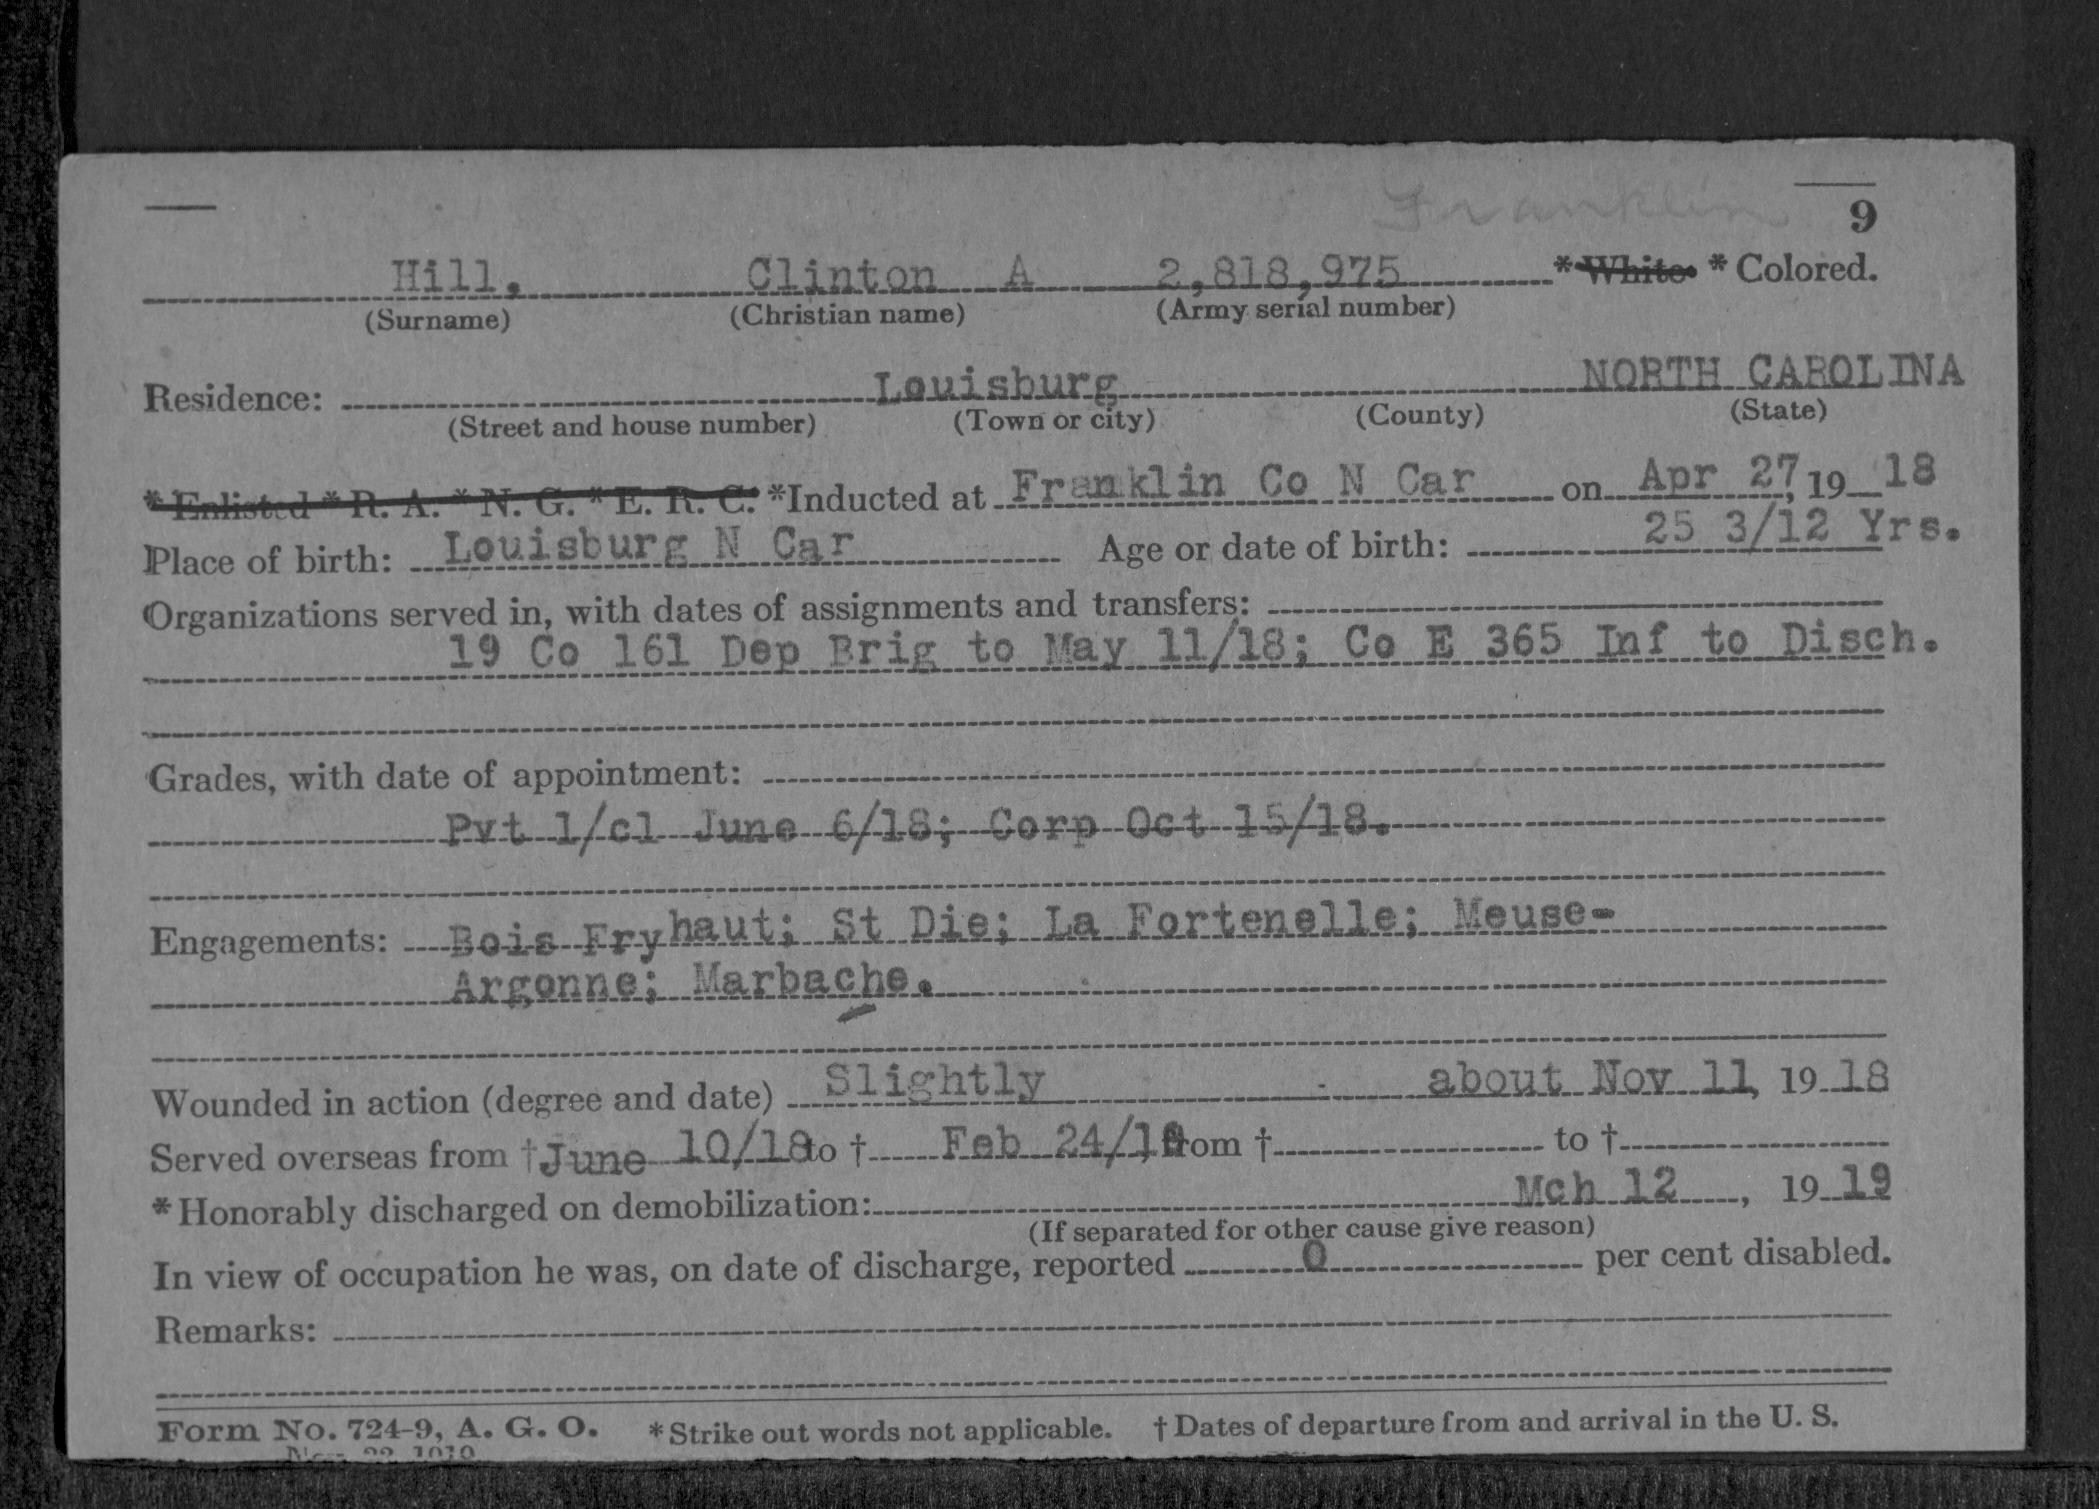 Franklin
9
Hill, Clinton A 2,818,975 *White *Colored.
(Surname) (Christian name) (Army serial number)
Residence: Louisburg NORTH CAROLINA
(Street and house number) (Town or city) (County) (State)
*Enlisted *R. A. *N. G. *E. R. C. *Inducted at Franklin Co N Car on Apr 27, 19 18
Place of birth: Louisburg N Car Age or date of birth: 25 3/12 Yrs.
Organizations served in, with dates of assignments and transfers:
19 Co 161 Dep Brig to May 11/18; Co E 365 Inf to Disch.
Grades, with date of appointment:
Pvt 1/cl June 6/18; Corp Oct 15/18.
Engagements: Bois Fryhaut; St Die; La Fortenelle; Meuse-
Argonne; Marbache.
Wounded in action (degree and date) Slightly about Nov 11, 19 18
Served overseas from † June 10/18 to † Feb 24/19 from † to †
*Honorably discharged on demobilization: Mch 12, 19 19
(If separated for other cause give reason)
In view of occupation he was, on date of discharge, reported 0 per cent disabled.
Remarks:
Form No. 724-9, A. G. O. *Strike out words not applicable. † Dates of departure from and arrival in the U. S.